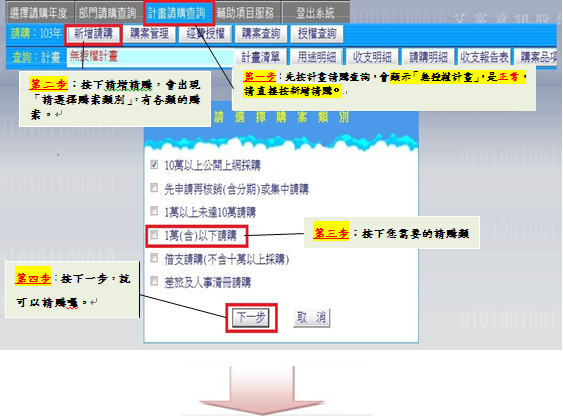 選擇請購年度 部門請購查詢 計畫請購查詢 輔助項目服務 登出系統
艾富資訊股份
請購：103年 新增請購 購案管理 經費授權 購案查詢 授權查詢
查詢：計畫 無授權計畫 計畫清單 用途明細 收支明細 請購明細 收支報告表 購案品項
第二步：按下請增請購，會出現
「請選擇購案類別」，有各類的購
案。
第一步：先按計畫請購查詢，會顯示「無授權計畫」，是正常，
請直接按新增請購。
請 選 擇 購 案 類 別
10萬以上公開上網採購
先申請再核銷(含分期)或集中請購
1萬以上未達10萬請購
1萬(含)以下請購
借支請購(不含十萬以上採購)
差旅及人事清冊請購
第三步：按下您需要的請購類
第四步：按下一步，就
可以請購囉。
下一步 取 消